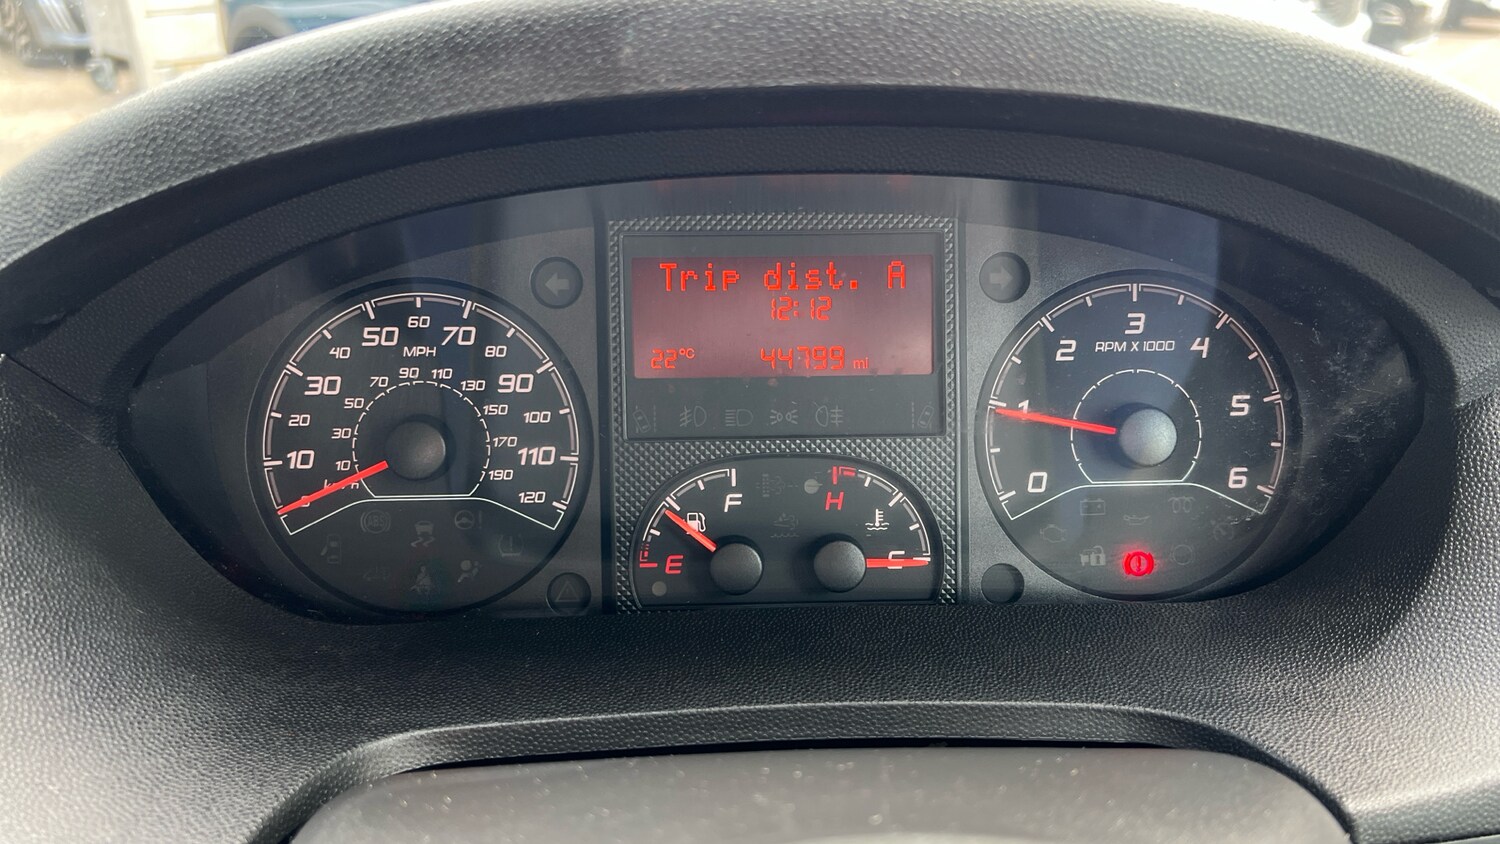 Trip dist. A
12:12
22°C 44799 mi
10 20 30 40 50 60 70 80 90 100 110 120
MPH
10 30 50 70 90 110 130 150 170 190
km/h
E F
H C
0 1 2 3 4 5 6
RPM X 1000
ABS